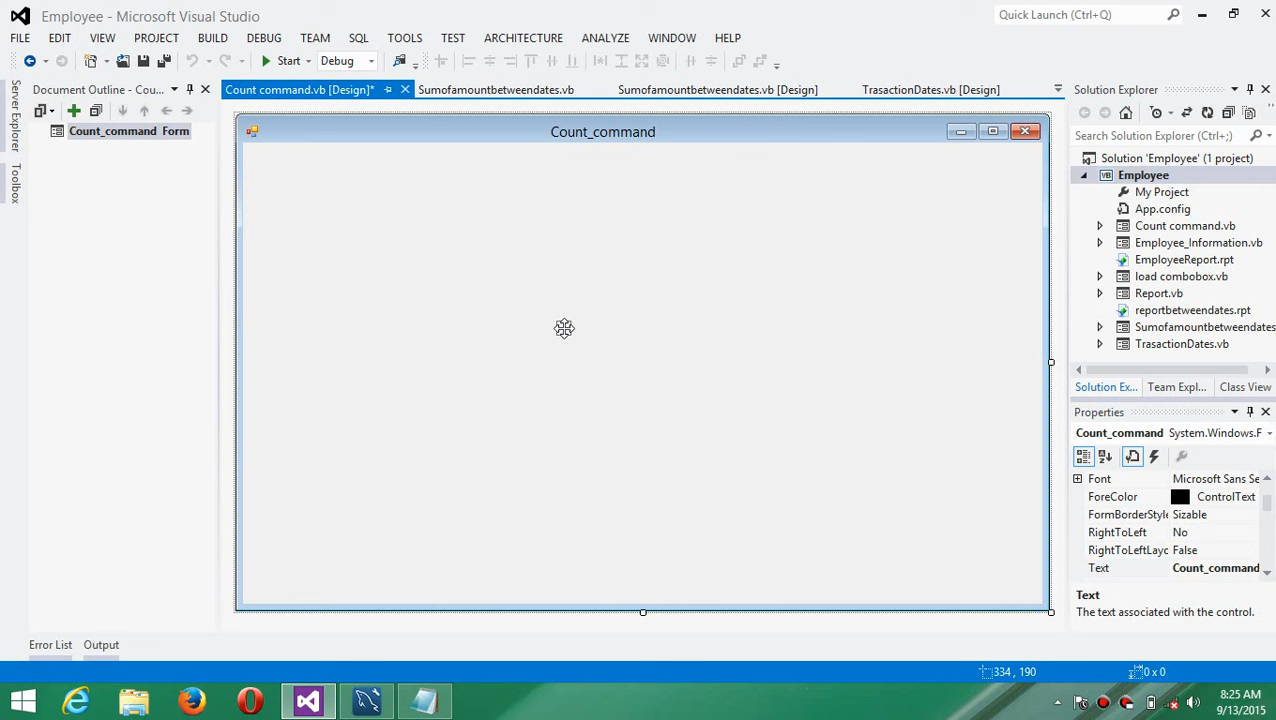 Employee - Microsoft Visual Studio
Quick Launch (Ctrl+Q)
FILE EDIT VIEW PROJECT BUILD DEBUG TEAM SQL TOOLS TEST ARCHITECTURE ANALYZE WINDOW HELP
Start Debug
Server Explorer
Toolbox
Document Outline - Cou...
Count_command Form
Count command.vb [Design]* Sumofamountbetweendates.vb Sumofamountbetweendates.vb [Design] TrasactionDates.vb [Design]
Count_command
Solution Explorer
Search Solution Explorer (Ctrl+;)
Solution 'Employee' (1 project)
Employee
My Project
App.config
Count command.vb
Employee_Information.vb
EmployeeReport.rpt
load combobox.vb
Report.vb
reportbetweendates.rpt
Sumofamountbetweendates
TrasactionDates.vb
Solution Ex... Team Expl... Class View
Properties
Count_command System.Windows.F
Font Microsoft Sans Se
ForeColor ControlText
FormBorderStyle Sizable
RightToLeft No
RightToLeftLayo False
Text Count_command
Text
The text associated with the control.
Error List Output
334 , 190 0 x 0
8:25 AM
9/13/2015